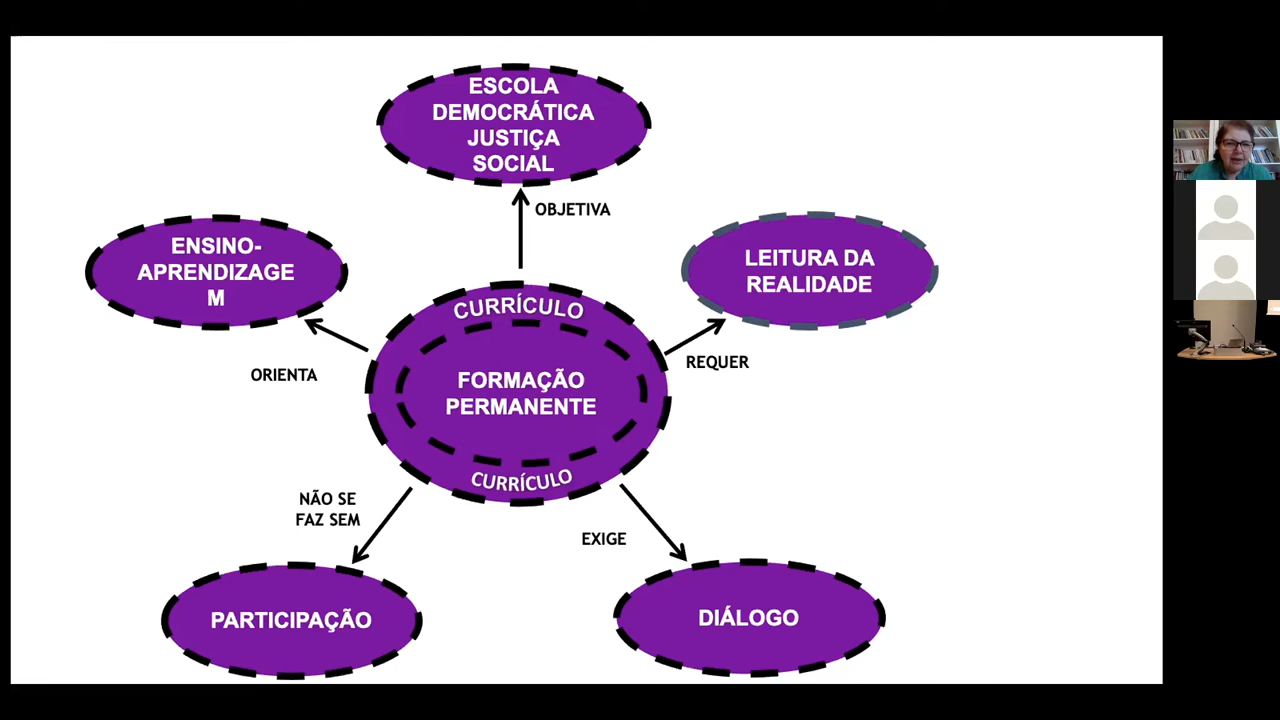 ESCOLA
DEMOCRÁTICA
JUSTIÇA
SOCIAL
OBJETIVA
ENSINO-
APRENDIZAGE
M
LEITURA DA
REALIDADE
CURRÍCULO
FORMAÇÃO
PERMANENTE
CURRÍCULO
ORIENTA
REQUER
NÃO SE
FAZ SEM
EXIGE
PARTICIPAÇÃO
DIÁLOGO